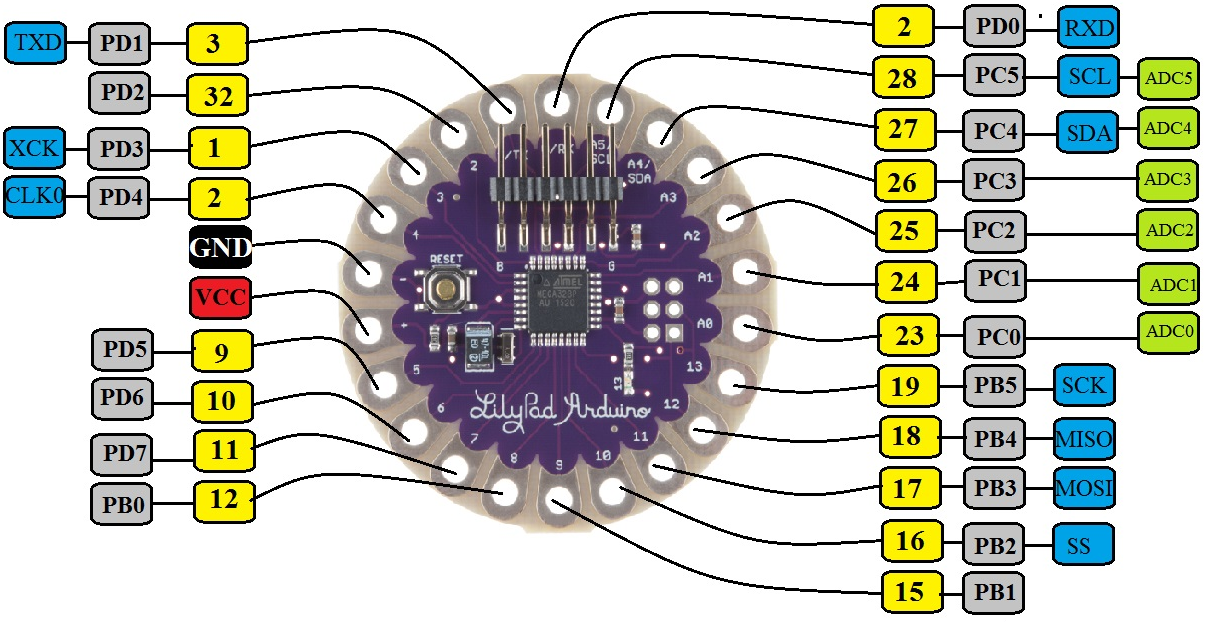 TXD PD1 3
PD2 32
XCK PD3 1
CLK0 PD4 2
GND
VCC
PD5 9
PD6 10
PD7 11
PB0 12
2 PD0 RXD
28 PC5 SCL ADC5
27 PC4 SDA ADC4
26 PC3 ADC3
25 PC2 ADC2
24 PC1 ADC1
23 PC0 ADC0
19 PB5 SCK
18 PB4 MISO
17 PB3 MOSI
16 PB2 SS
15 PB1
/TX
/RX
A5/
SCL
A4/
SDA
A3
A2
A1
A0
13
12
11
10
9
8
7
6
5
+
-
4
3
2
RESET
B
G
ATMEL
13
LilyPad Arduino